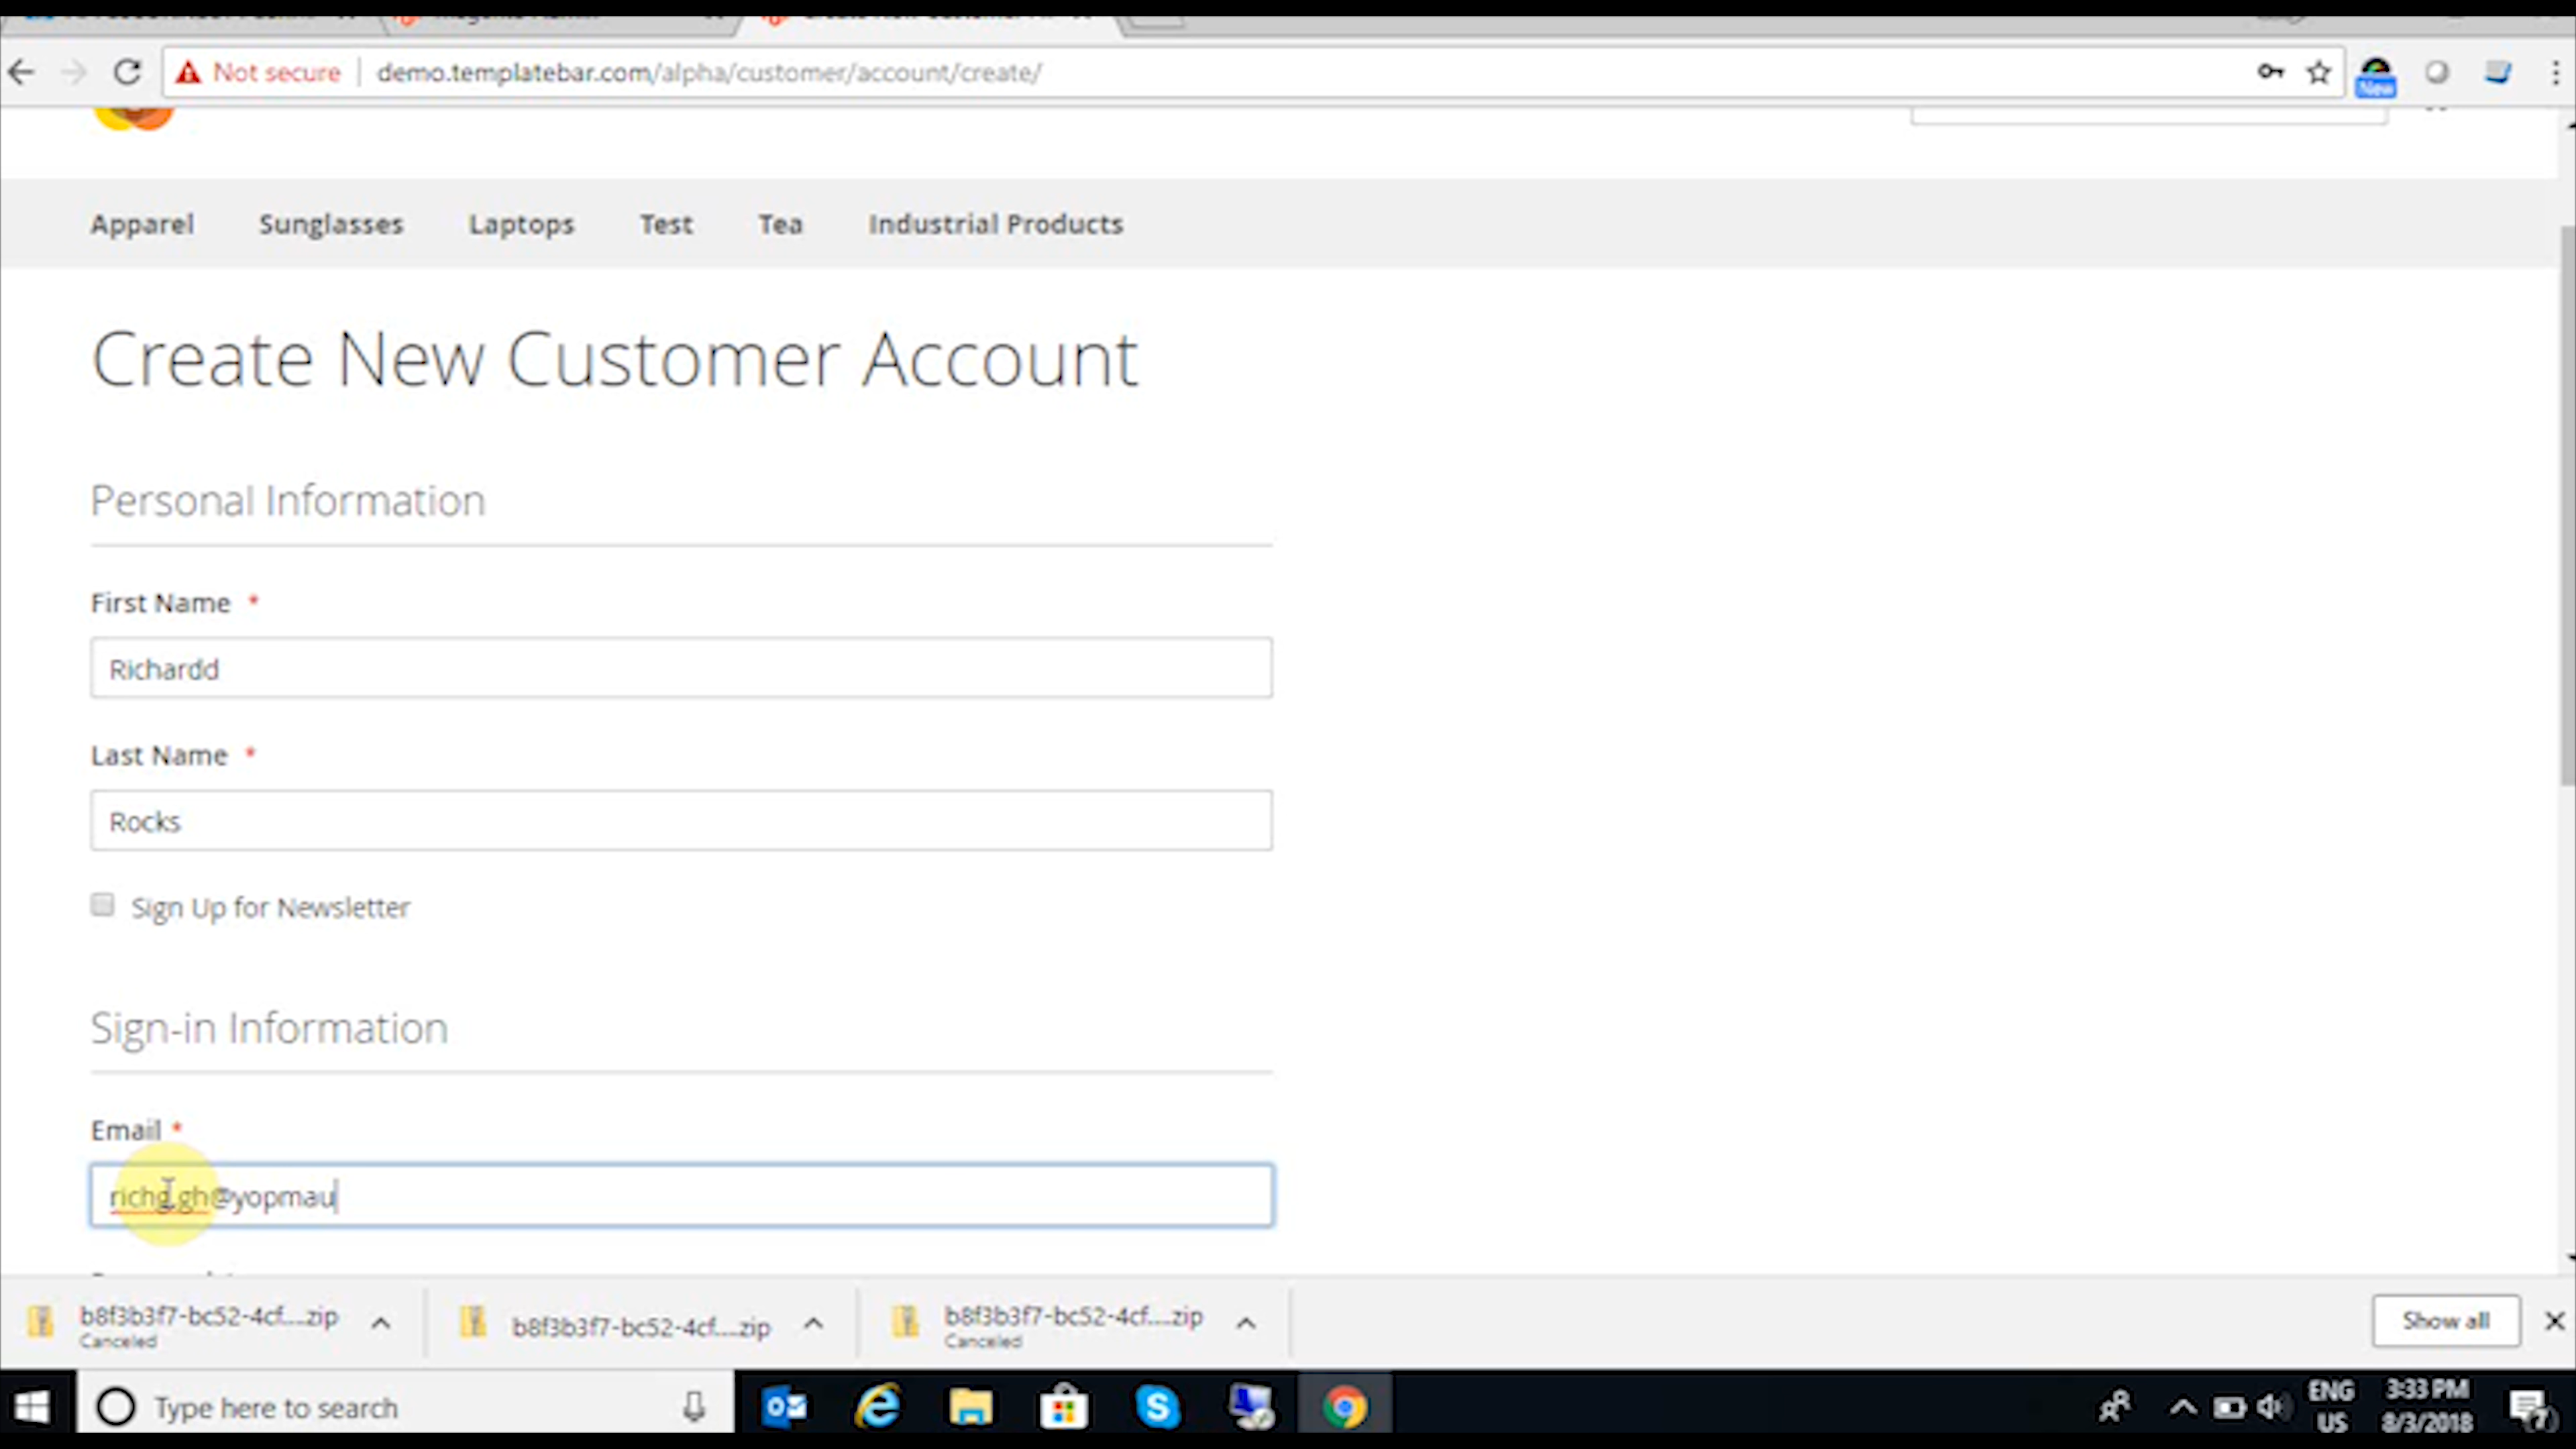 Not secure demo.templatebar.com/alpha/customer/account/create/
New
Apparel Sunglasses Laptops Test Tea Industrial Products
Create New Customer Account
Personal Information
First Name *
Richardd
Last Name *
Rocks
Sign Up for Newsletter
Sign-in Information
Email *
richg.gh@yopmau
b8f3b3f7-bc52-4cf....zip b8f3b3f7-bc52-4cf....zip b8f3b3f7-bc52-4cf....zip Show all
Canceled Canceled
Type here to search ENG 3:33 PM
US 8/3/2018